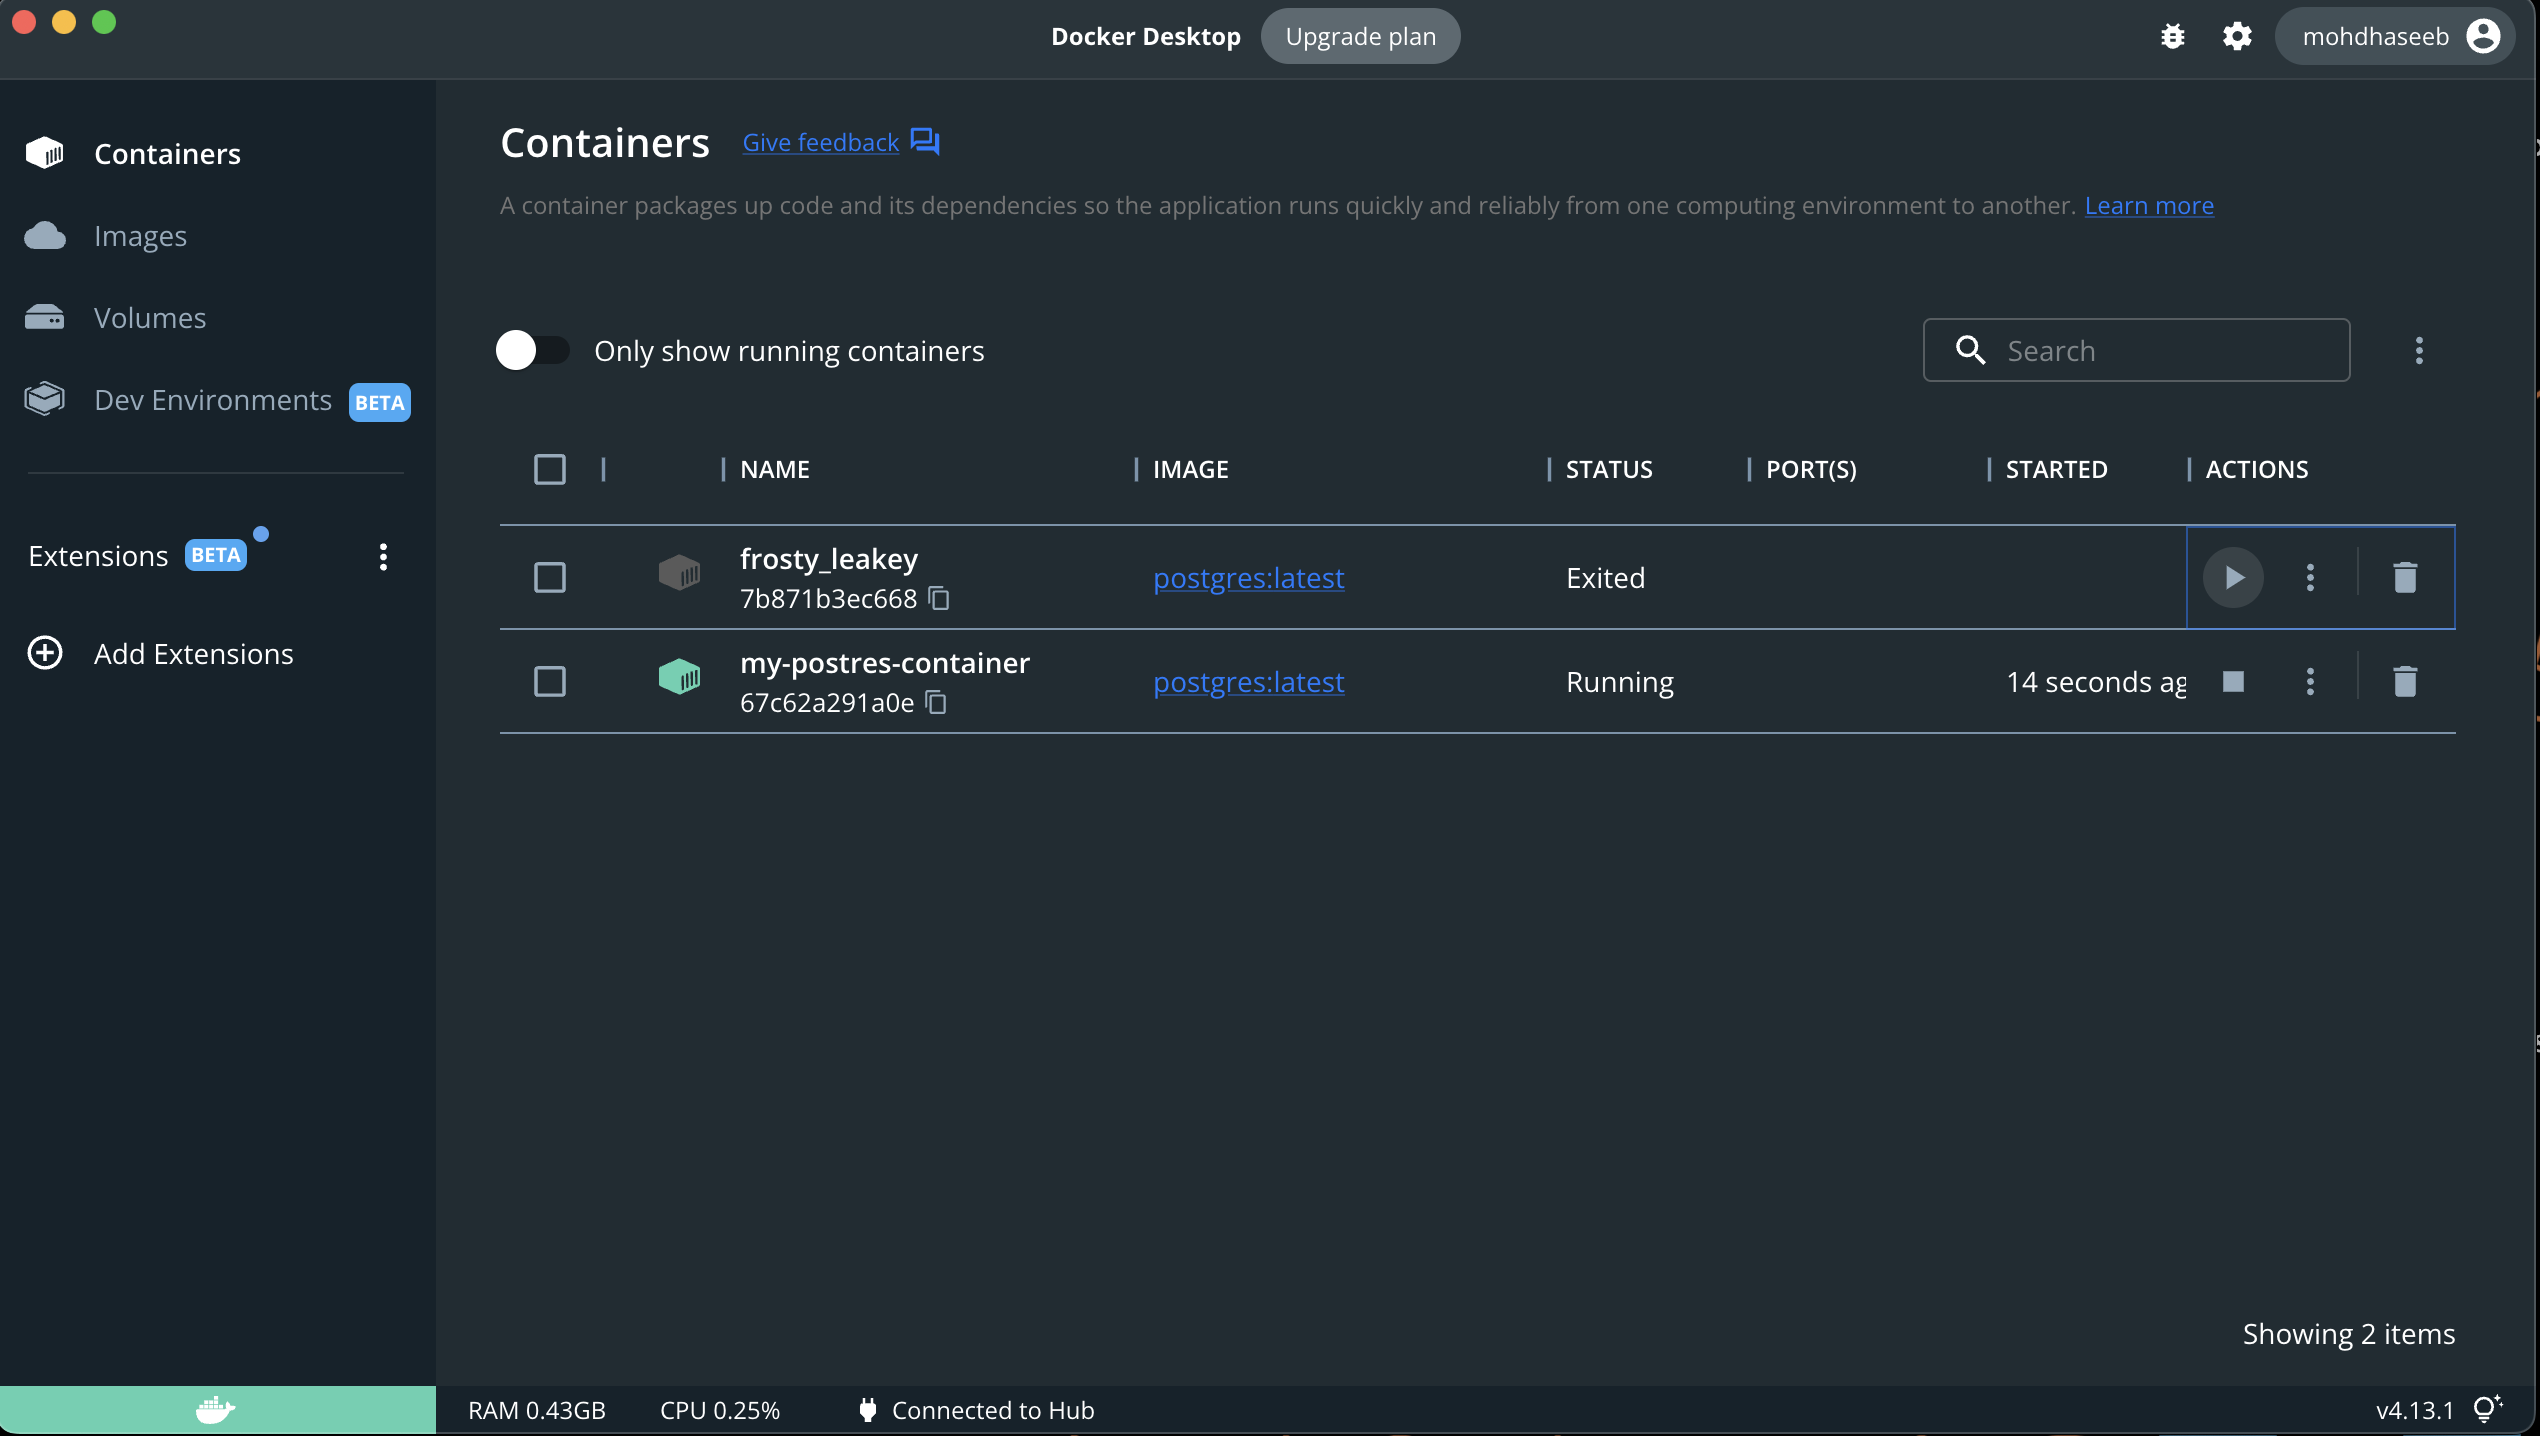 Docker Desktop Upgrade plan
mohdhaseeb
Containers
Images
Volumes
Dev Environments BETA
Extensions BETA
Add Extensions
Containers Give feedback
A container packages up code and its dependencies so the application runs quickly and reliably from one computing environment to another. Learn more
Only show running containers
Search
NAME IMAGE STATUS PORT(S) STARTED ACTIONS
frosty_leakey
7b871b3ec668
postgres:latest Exited
my-postres-container
67c62a291a0e
postgres:latest Running 14 seconds ag
Showing 2 items
RAM 0.43GB CPU 0.25% Connected to Hub v4.13.1